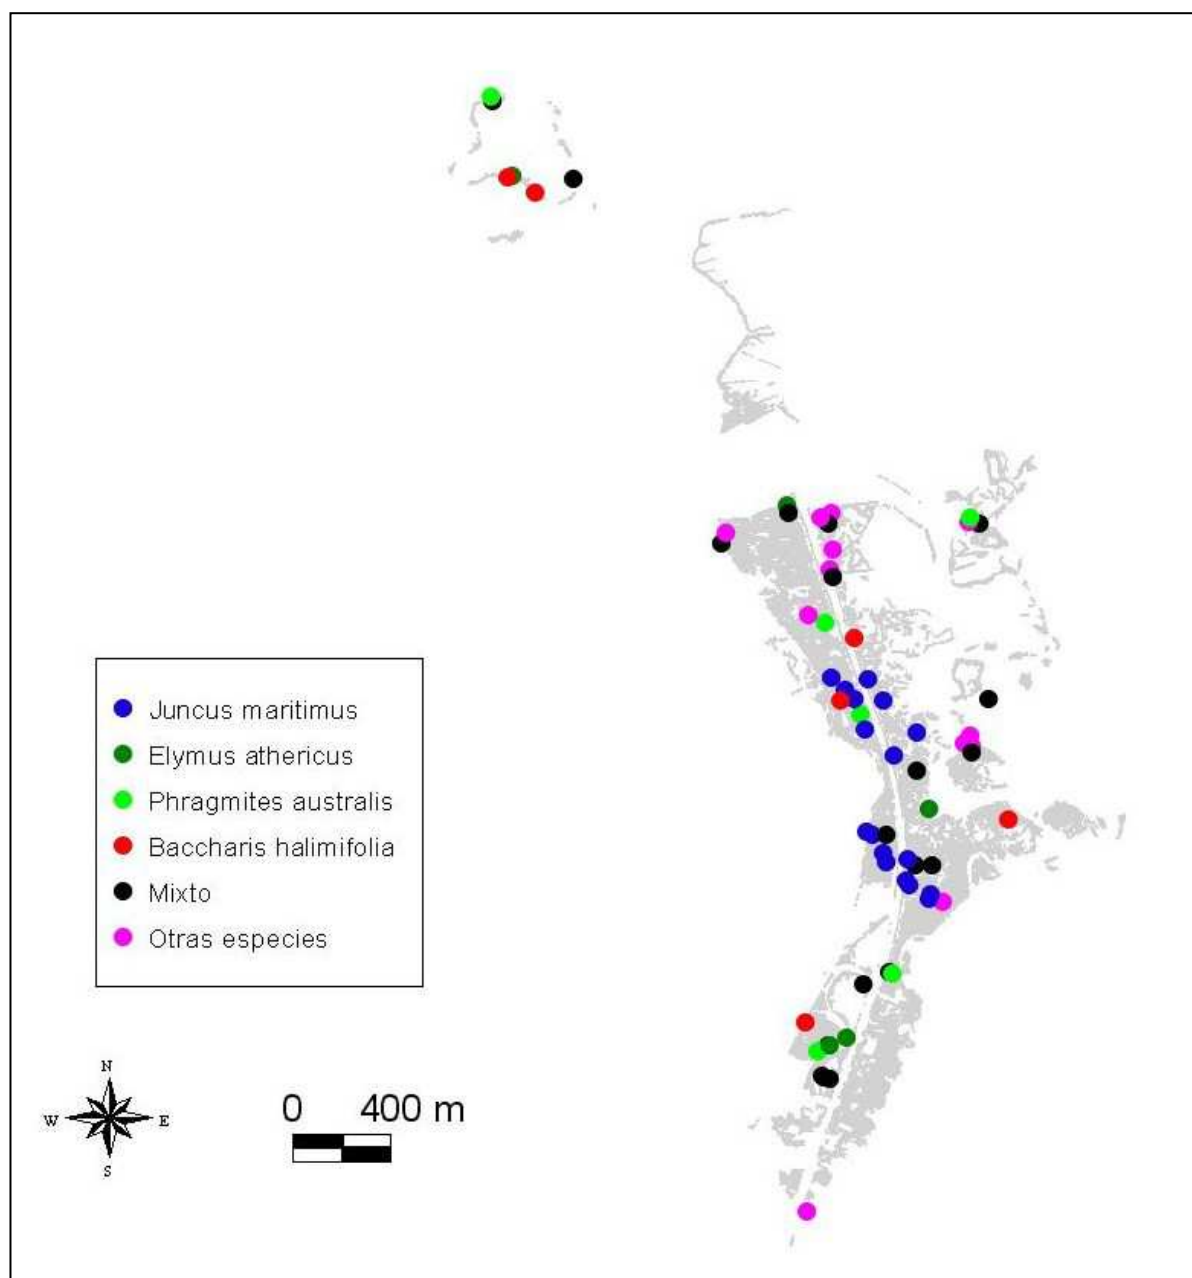 Juncus maritimus
Elymus athericus
Phragmites australis
Baccharis halimifolia
Mixto
Otras especies
N
W E
S
0 400 m